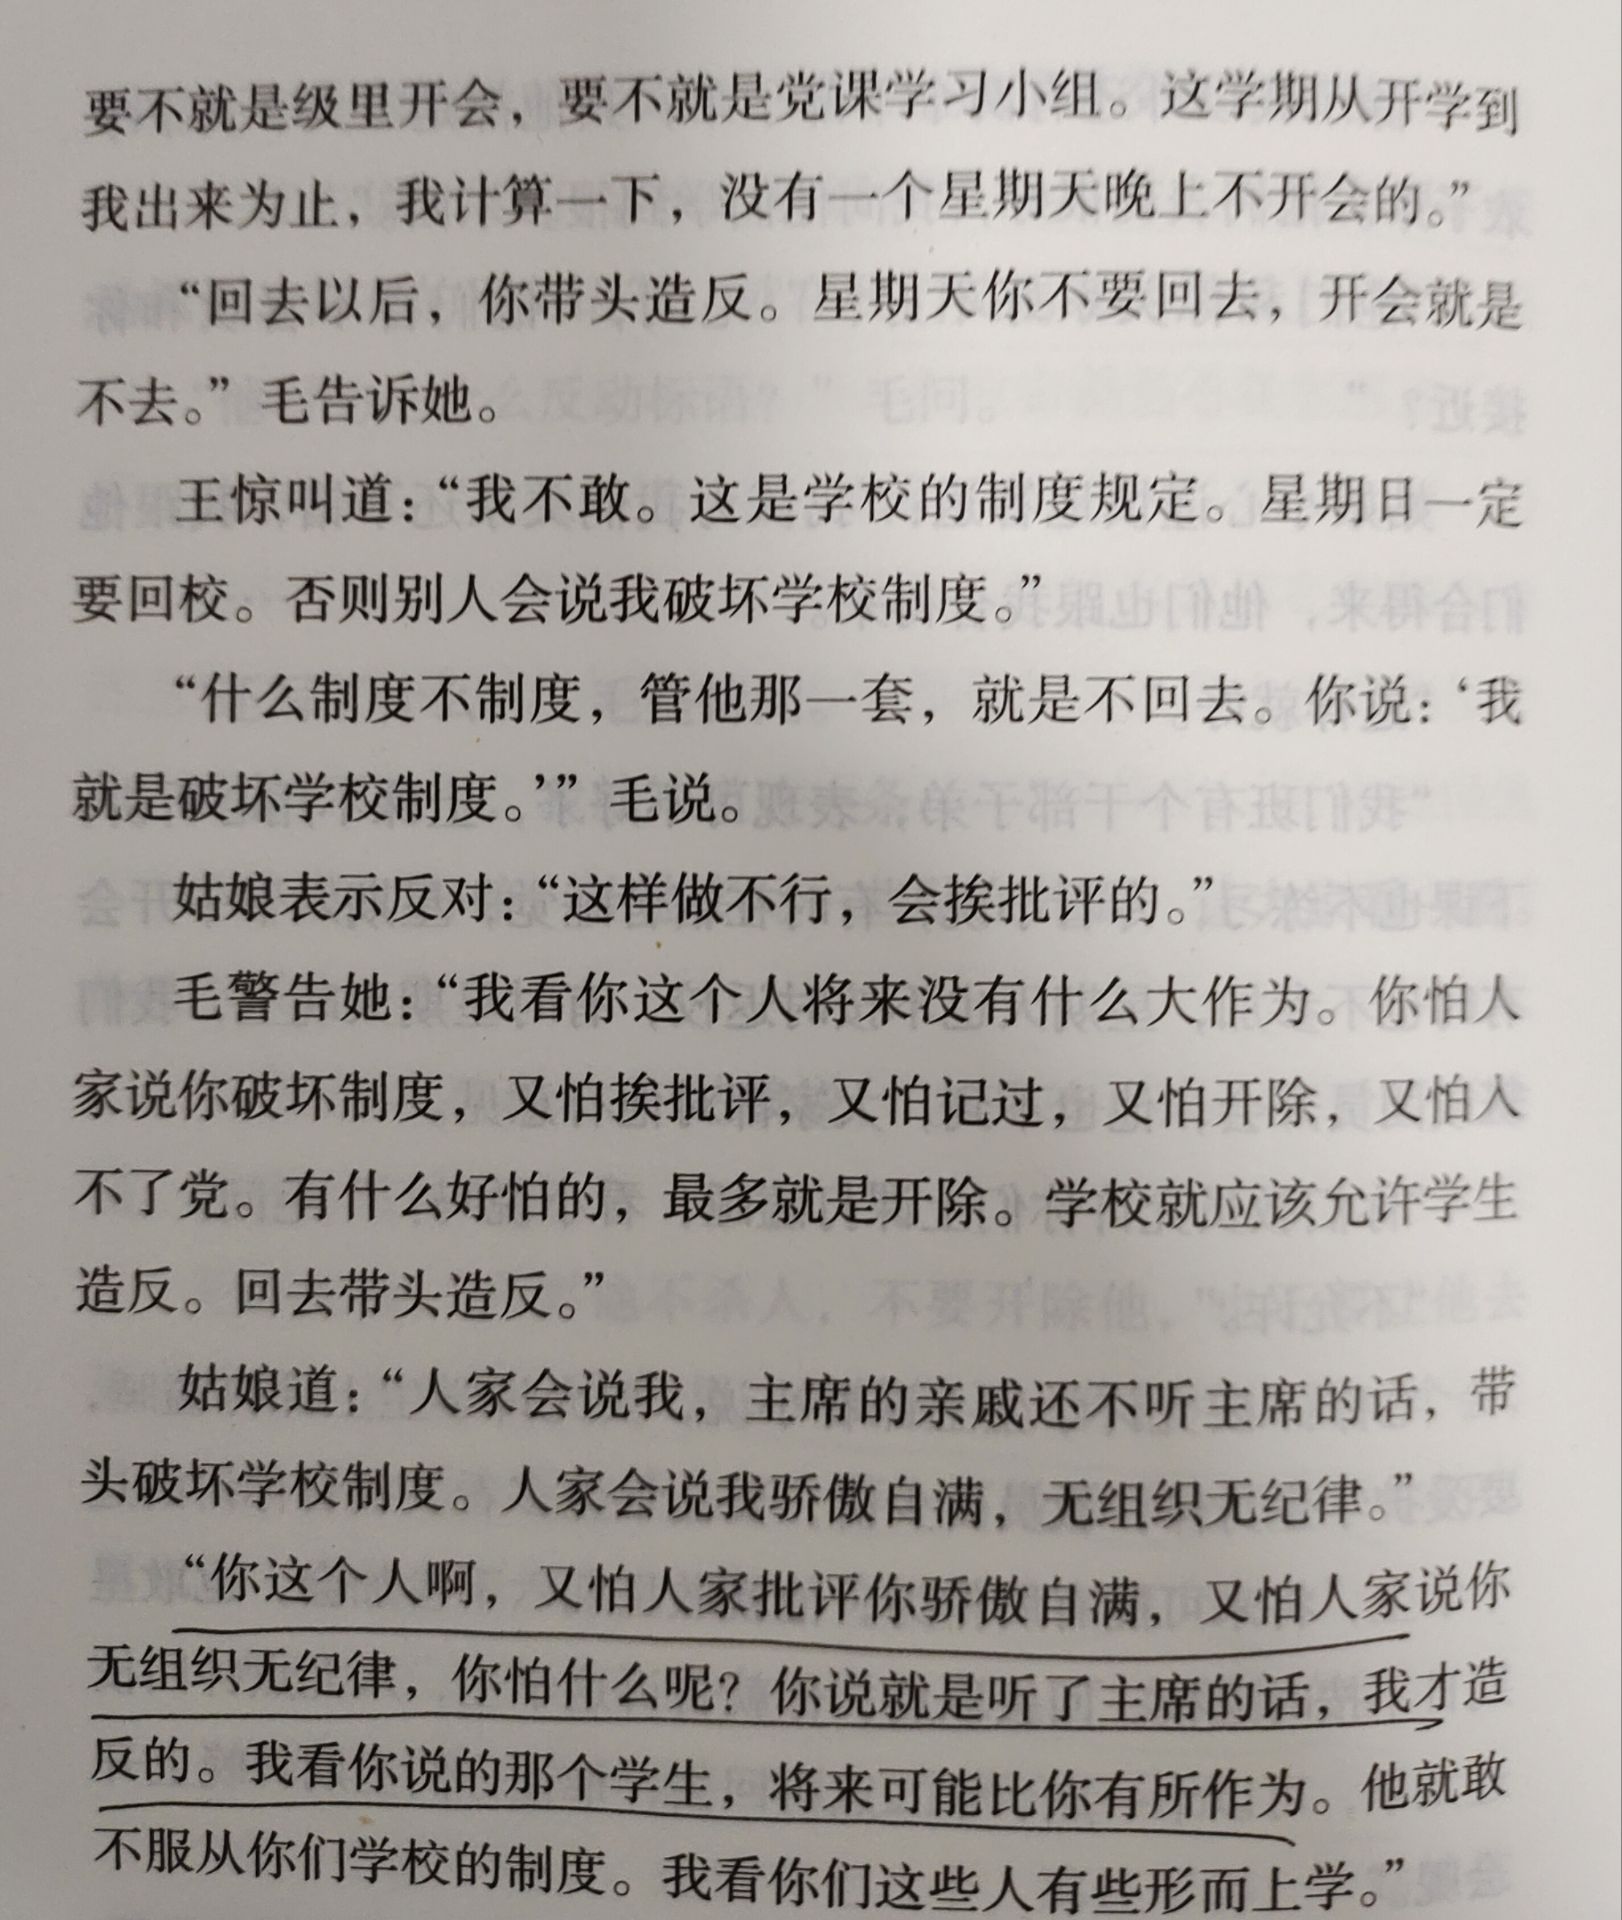 要不就是级里开会，要不就是党课学习小组。这学期从开学到
我出来为止，我计算一下，没有一个星期天晚上不开会的。”
“回去以后，你带头造反。星期天你不要回去，开会就是
不去。”毛告诉她。
王惊叫道：“我不敢。这是学校的制度规定。星期日一定
要回校。否则别人会说我破坏学校制度。”
“什么制度不制度，管他那一套，就是不回去。你说：‘我
就是破坏学校制度。’”毛说。
姑娘表示反对：“这样做不行，会挨批评的。”
毛警告她：“我看你这个人将来没有什么大作为。你怕人
家说你破坏制度，又怕挨批评，又怕记过，又怕开除，又怕入
不了党。有什么好怕的，最多就是开除。学校就应该允许学生
造反。回去带头造反。”
姑娘道：“人家会说我，主席的亲戚还不听主席的话，带
头破坏学校制度。人家会说我骄傲自满，无组织无纪律。”
“你这个人啊，又怕人家批评你骄傲自满，又怕人家说你
无组织无纪律，你怕什么呢？你说就是听了主席的话，我才造
反的。我看你说的那个学生，将来可能比你有所作为。他就敢
不服从你们学校的制度。我看你们这些人有些形而上学。”